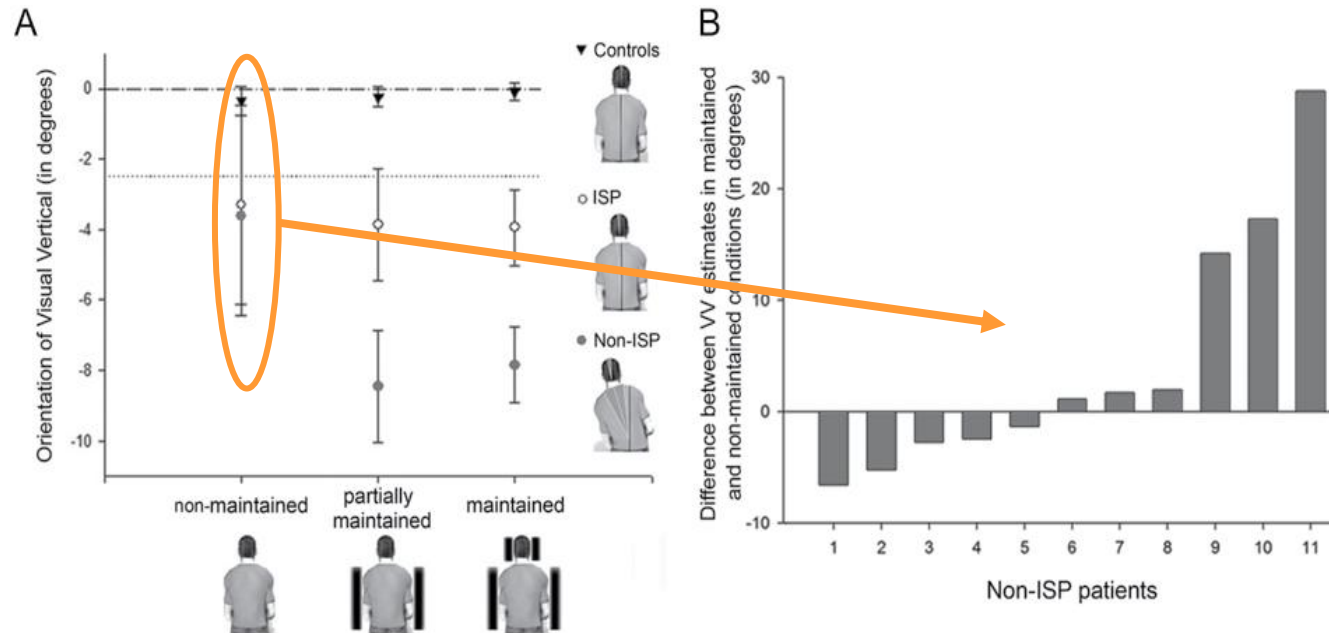 A
Orientation of Visual Vertical (in degrees)
0
-2
-4
-6
-8
-10
Controls
ISP
Non-ISP
non-maintained
partially
maintained
maintained
B
Difference between VV estimates in maintained
and non-maintained conditions (in degrees)
30
20
10
0
-10
1 2 3 4 5 6 7 8 9 10 11
Non-ISP patients